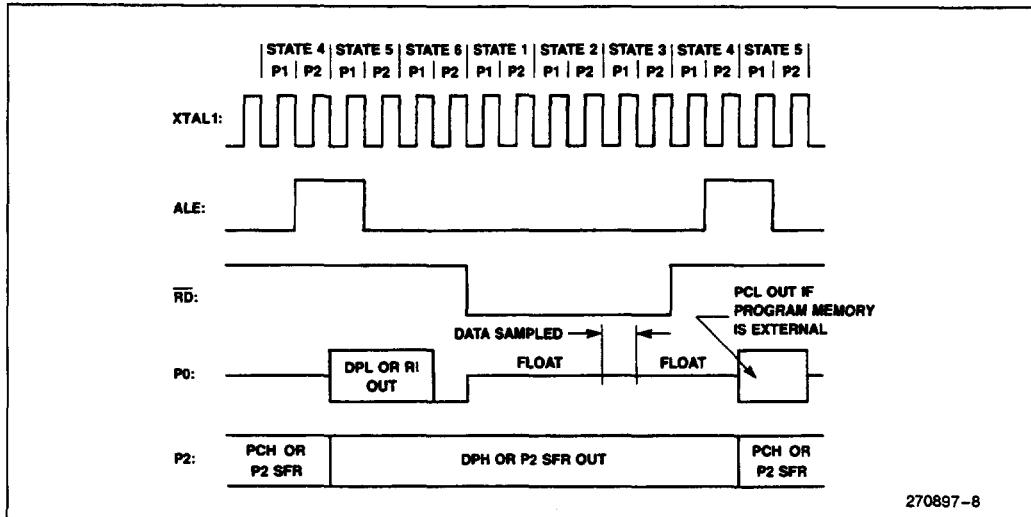 STATE 4 STATE 5 STATE 6 STATE 1 STATE 2 STATE 3 STATE 4 STATE 5
P1 P2 P1 P2 P1 P2 P1 P2 P1 P2 P1 P2 P1 P2 P1 P2
XTAL1:
ALE:
RD:
PCL OUT IF
PROGRAM MEMORY
IS EXTERNAL
DATA SAMPLED
P0:
DPL OR RI
OUT
FLOAT
FLOAT
P2:
PCH OR
P2 SFR
DPH OR P2 SFR OUT
PCH OR
P2 SFR
270897-8